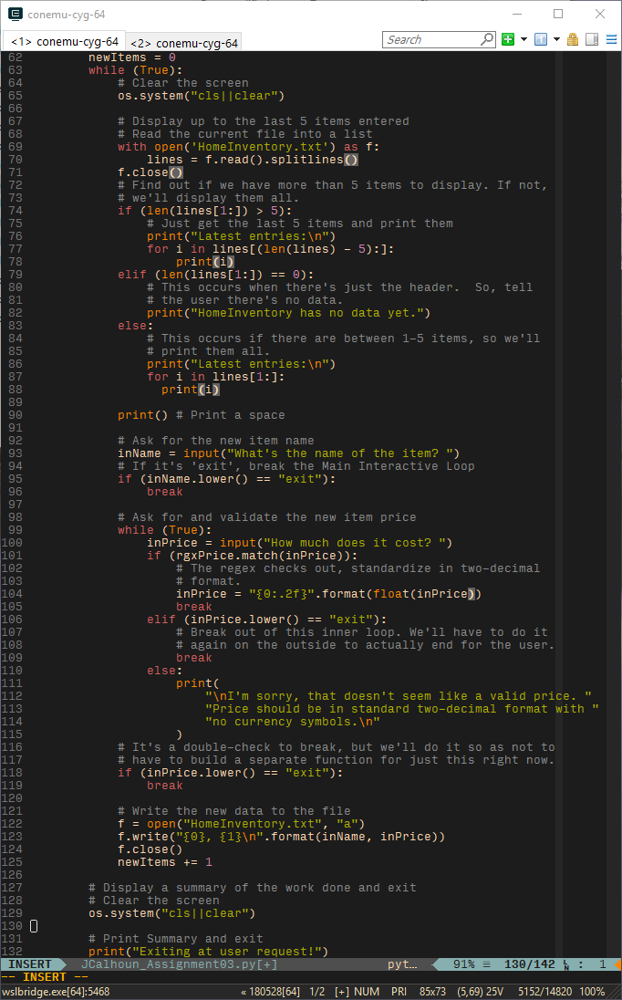 conemu-cyg-64
<1> conemu-cyg-64 <2> conemu-cyg-64 Search
62 newItems = 0
63 while (True):
64 # Clear the screen
65 os.system("cls||clear")
66
67 # Display up to the last 5 items entered
68 # Read the current file into a list
69 with open('HomeInventory.txt') as f:
70 lines = f.read().splitlines()
71 f.close()
72 # Find out if we have more than 5 items to display. If not,
73 # we'll display them all.
74 if (len(lines[1:]) > 5):
75 # Just get the last 5 items and print them
76 print("Latest entries:\n")
77 for i in lines[(len(lines) - 5):]:
78 print(i)
79 elif (len(lines[1:]) == 0):
80 # This occurs when there's just the header.  So, tell
81 # the user there's no data.
82 print("HomeInventory has no data yet.")
83 else:
84 # This occurs if there are between 1-5 items, so we'll
85 # print them all.
86 print("Latest entries:\n")
87 for i in lines[1:]:
88 print(i)
89
90 print() # Print a space
91
92 # Ask for the new item name
93 inName = input("What's the name of the item? ")
94 # If it's 'exit', break the Main Interactive Loop
95 if (inName.lower() == "exit"):
96 break
97
98 # Ask for and validate the new item price
99 while (True):
100 inPrice = input("How much does it cost? ")
101 if (rgxPrice.match(inPrice)):
102 # The regex checks out, standardize in two-decimal
103 # format.
104 inPrice = "{0:.2f}".format(float(inPrice))
105 break
106 elif (inPrice.lower() == "exit"):
107 # Break out of this inner loop. We'll have to do it
108 # again on the outside to actually end for the user.
109 break
110 else:
111 print(
112 "\nI'm sorry, that doesn't seem like a valid price. "
113 "Price should be in standard two-decimal format with "
114 "no currency symbols.\n"
115 )
116 # It's a double-check to break, but we'll do it so as not to
117 # have to build a separate function for just this right now.
118 if (inPrice.lower() == "exit"):
119 break
120
121 # Write the new data to the file
122 f = open("HomeInventory.txt", "a")
123 f.write("{0}, {1}\n".format(inName, inPrice))
124 f.close()
125 newItems += 1
126
127 # Display a summary of the work done and exit
128 # Clear the screen
129 os.system("cls||clear")
130
131 # Print Summary and exit
132 print("Exiting at user request!")
INSERT JCalhoun_Assignment03.py[+] pyt… 91% ≡ 130/142 ␤ : 1
-- INSERT --
wslbridge.exe[64]:5468 « 180528[64] 1/2 [+] NUM PRI 85x73 (5,69) 25V 5152/14820 100%